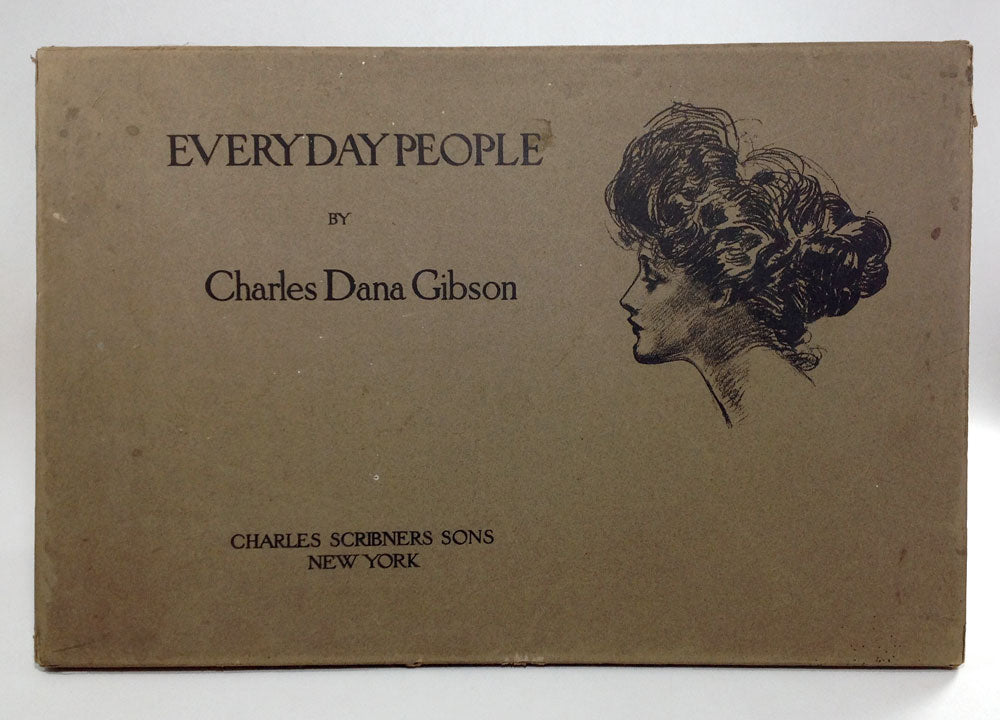 EVERYDAY PEOPLE
BY
Charles Dana Gibson
CHARLES SCRIBNERS SONS
NEW YORK